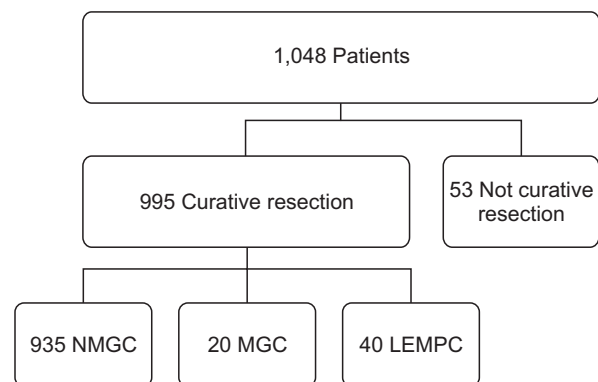 1,048 Patients
995 Curative resection
53 Not curative
resection
935 NMGC
20 MGC
40 LEMPC